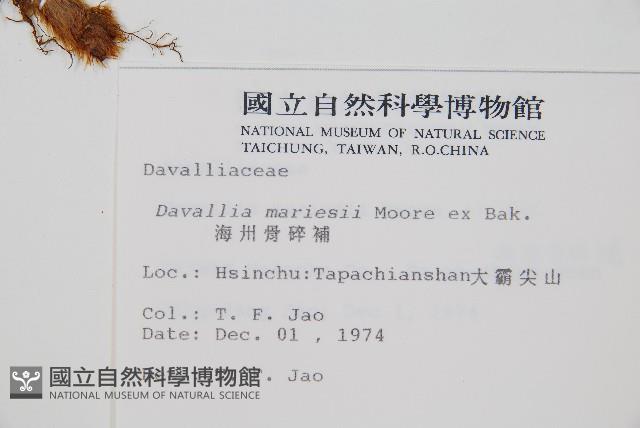 國立自然科學博物館
NATIONAL MUSEUM OF NATURAL SCIENCE
TAICHUNG, TAIWAN, R.O.CHINA
Davalliaceae
Davallia mariesii Moore ex Bak.
海州骨碎補
Loc.: Hsinchu:Tapachianshan大霸尖山
Col.: T. F. Jao
Date: Dec. 01 , 1974
Jao
國立自然科學博物館
NATIONAL MUSEUM OF NATURAL SCIENCE